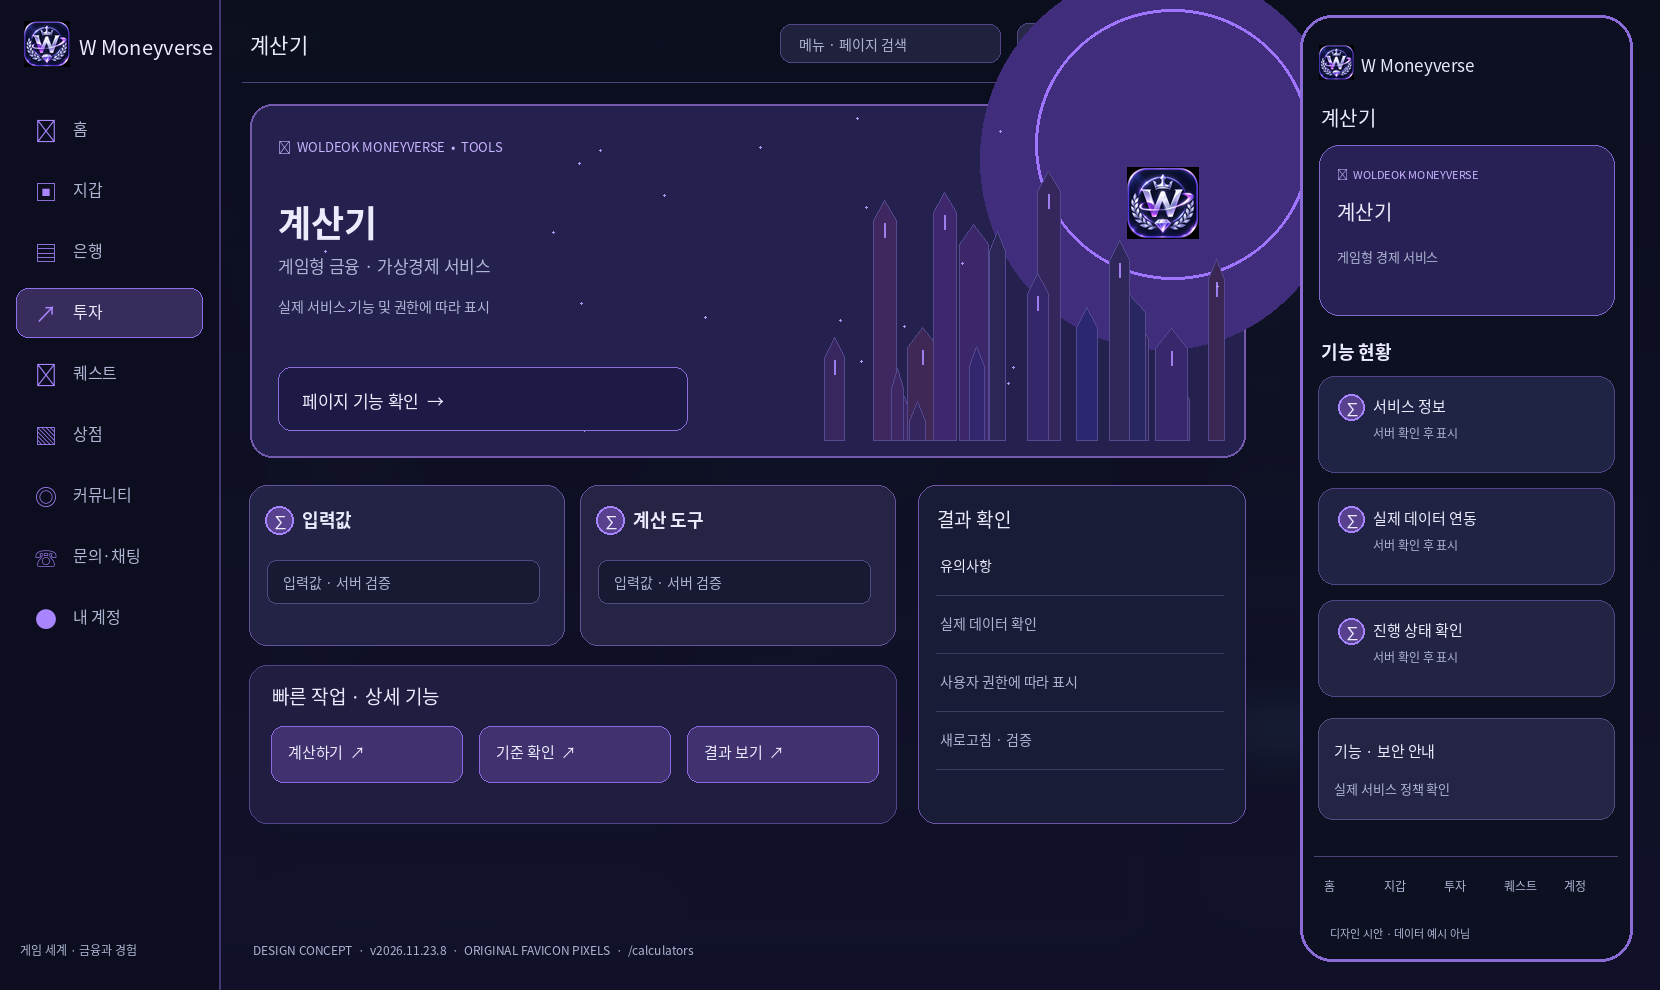 W Moneyverse
홈
지갑
은행
투자
퀘스트
상점
커뮤니티
문의·채팅
내 계정
게임 세계 · 금융과 경험
계산기
메뉴 · 페이지 검색
WOLDEOK MONEYVERSE • TOOLS
계산기
게임형 금융 · 가상경제 서비스
실제 서비스 기능 및 권한에 따라 표시
페이지 기능 확인 →
∑ 입력값
입력값 · 서버 검증
∑ 계산 도구
입력값 · 서버 검증
빠른 작업 · 상세 기능
계산하기 ↗
기준 확인 ↗
결과 보기 ↗
결과 확인
유의사항
실제 데이터 확인
사용자 권한에 따라 표시
새로고침 · 검증
DESIGN CONCEPT · v2026.11.23.8 · ORIGINAL FAVICON PIXELS · /calculators
W
W Moneyverse
계산기
WOLDEOK MONEYVERSE
계산기
게임형 경제 서비스
기능 현황
∑ 서비스 정보
서버 확인 후 표시
∑ 실제 데이터 연동
서버 확인 후 표시
∑ 진행 상태 확인
서버 확인 후 표시
기능 · 보안 안내
실제 서비스 정책 확인
홈 지갑 투자 퀘스트 계정
디자인 시안 · 데이터 예시 아님